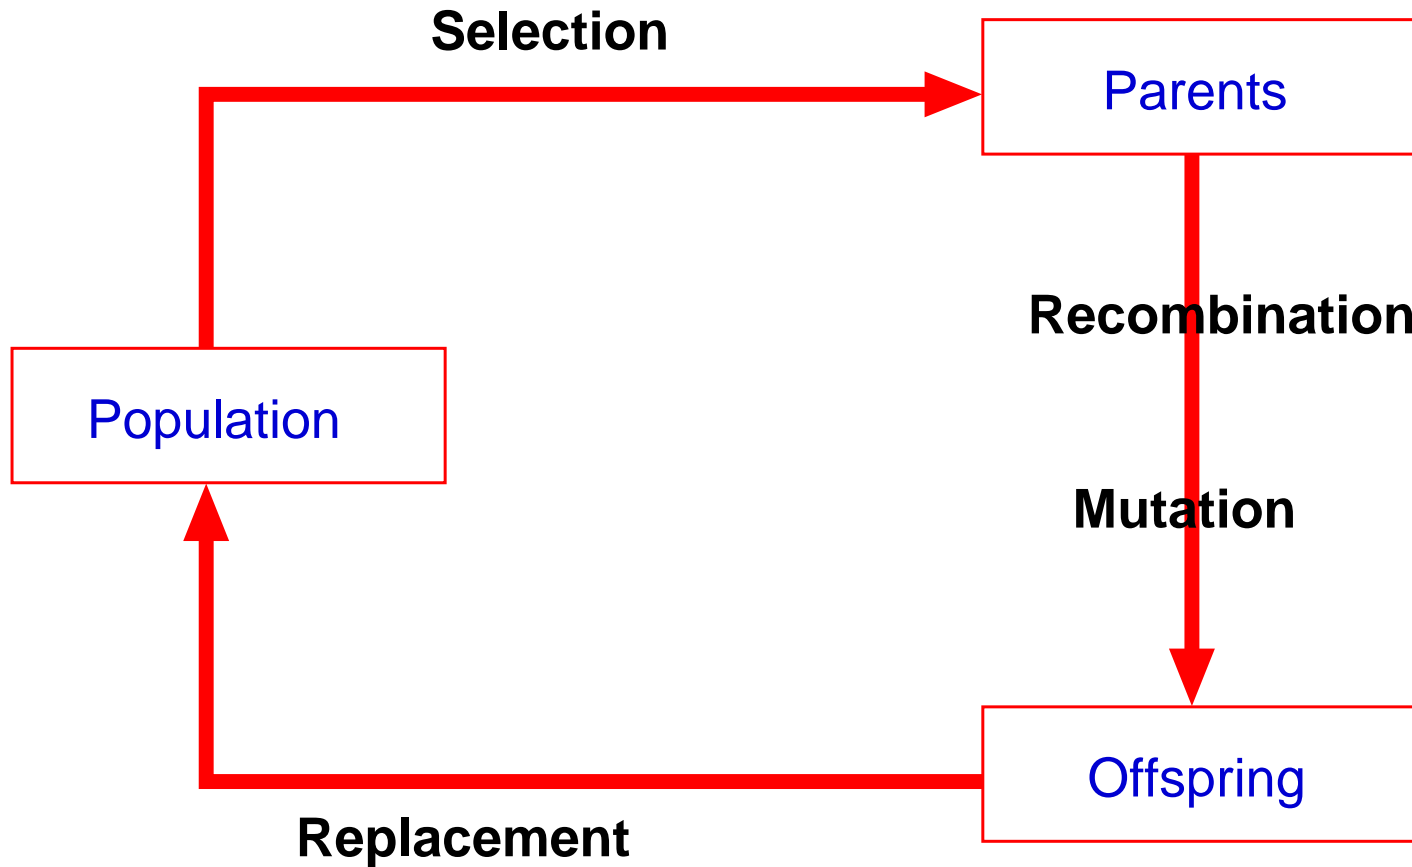 Selection
Parents
Recombination
Population
Mutation
Offspring
Replacement